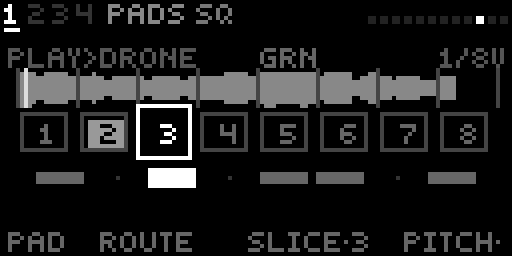 1 2 3 4 PADS SQ
PLAY>DRONE GRN 1/8V
1 2 3 4 5 6 7 8
PAD ROUTE SLICE·3 PITCH·